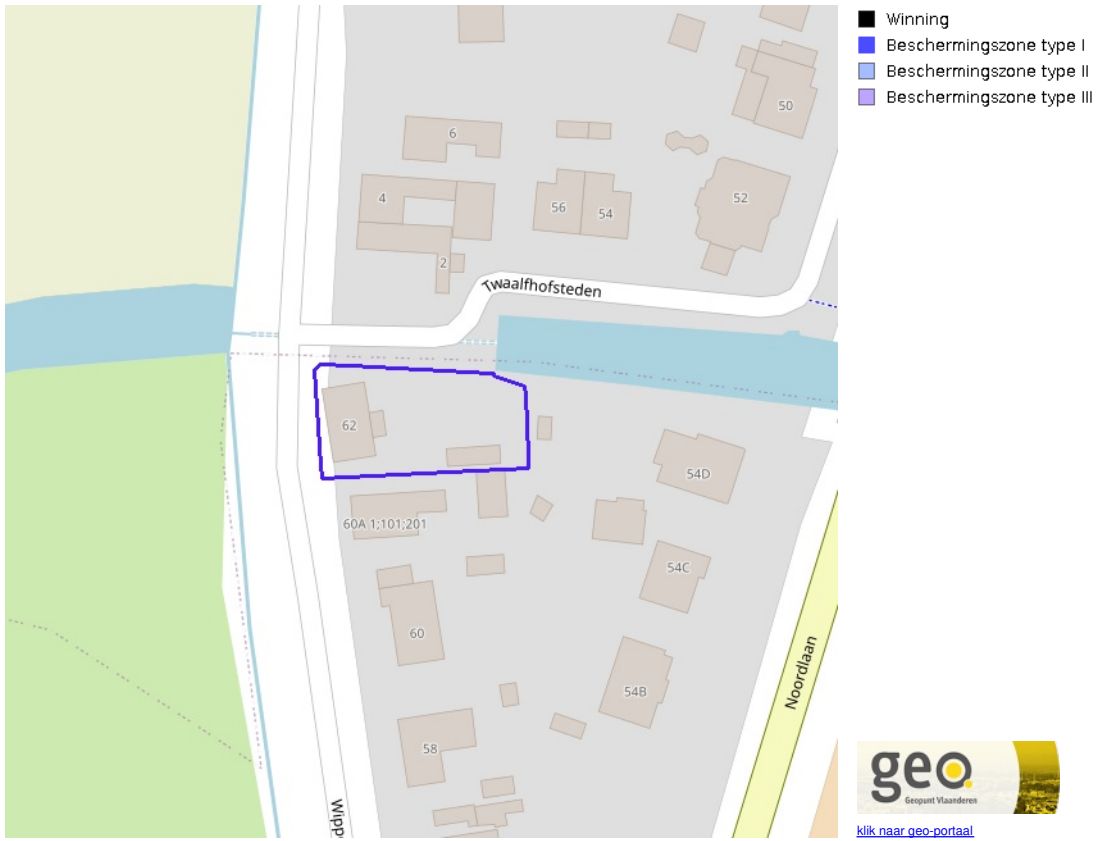 Winning
Beschermingszone type I
Beschermingszone type II
Beschermingszone type III
50
6
52
4
56
54
2
Twaalfhofsteden
62
54D
60A 1;101;201
54C
60
54B
Noordlaan
58
Wipp
geo.
Geopunt Vlaanderen
klik naar geo-portaal